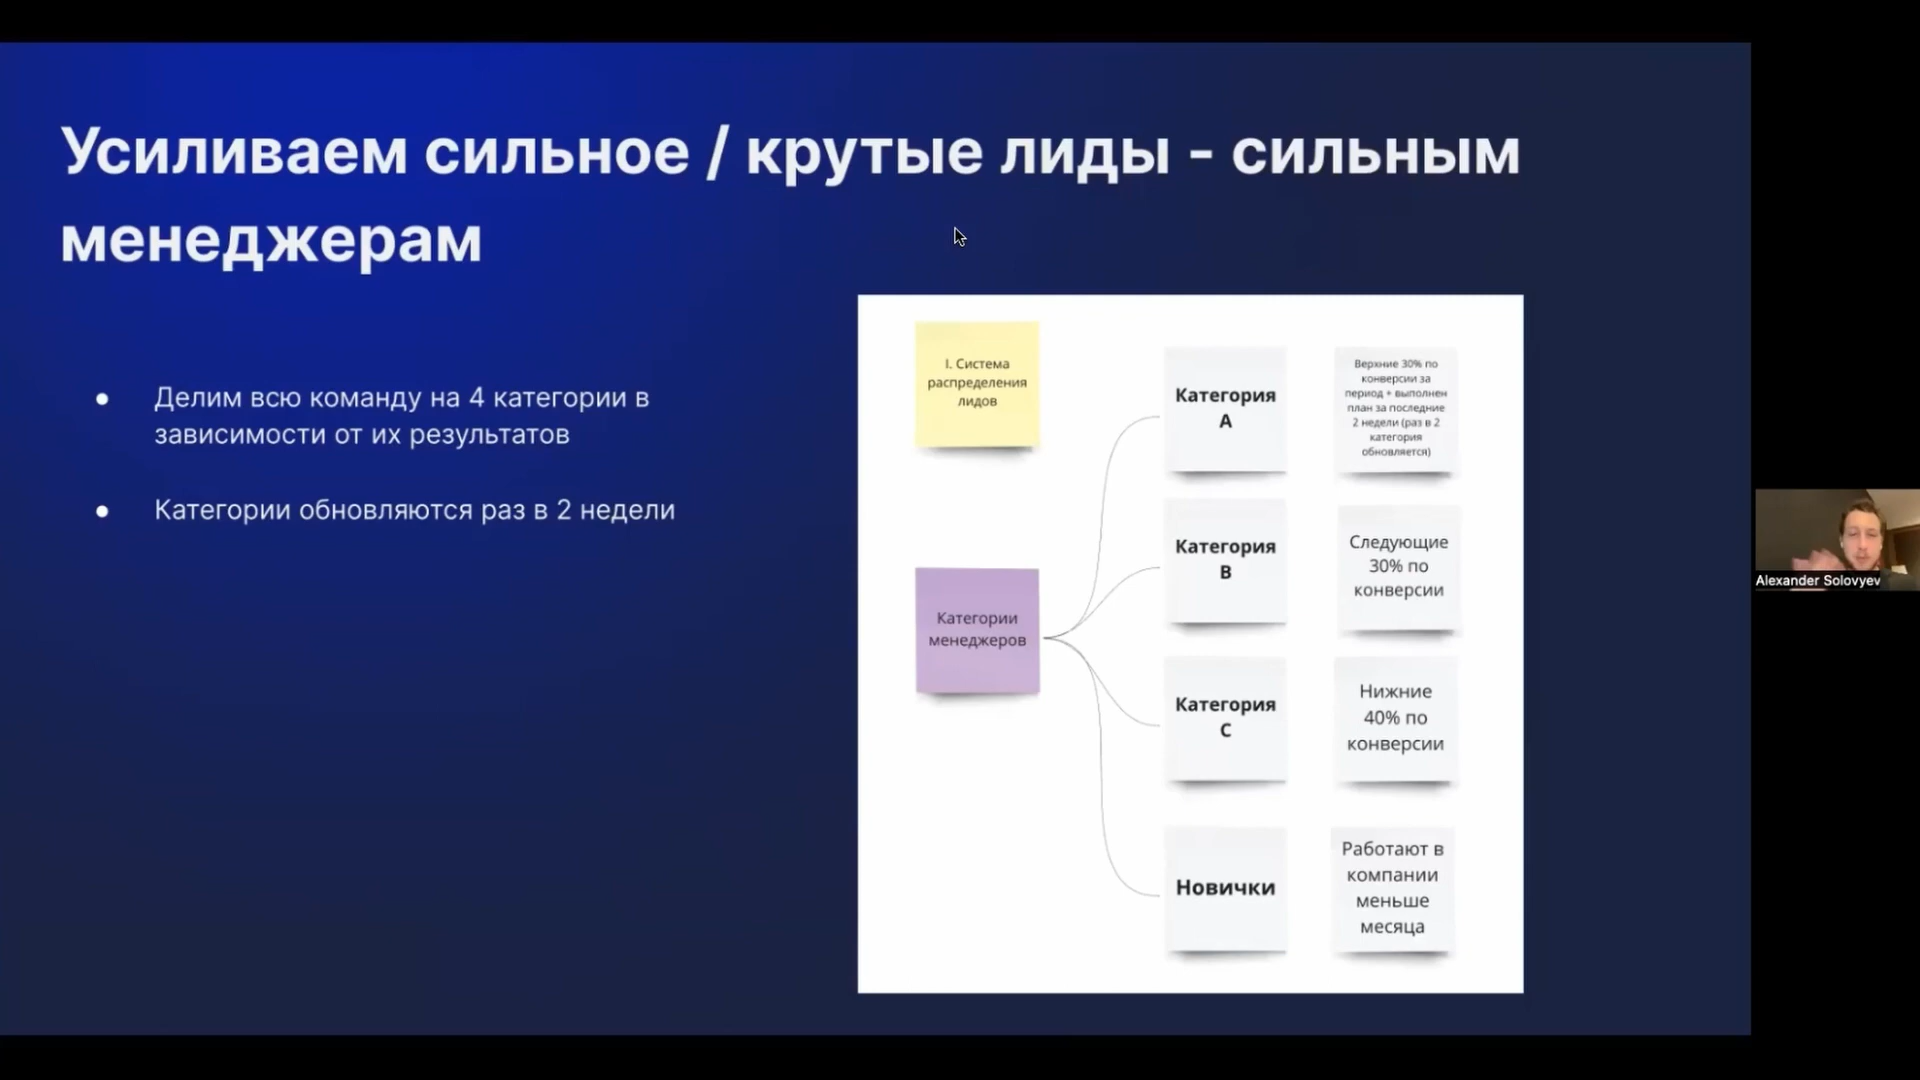 Усиливаем сильное / крутые лиды - сильным
менеджерам
● Делим всю команду на 4 категории в
зависимости от их результатов
● Категории обновляются раз в 2 недели
I. Система
распределения
лидов
Категории
менеджеров
Категория
A
Верхние 30% по
конверсии за
период + выполнен
план за последние
2 недели (раз в 2
категория
обновляется)
Категория
B
Следующие
30% по
конверсии
Категория
C
Нижние
40% по
конверсии
Новички
Работают в
компании
меньше
месяца
Alexander Solovyev